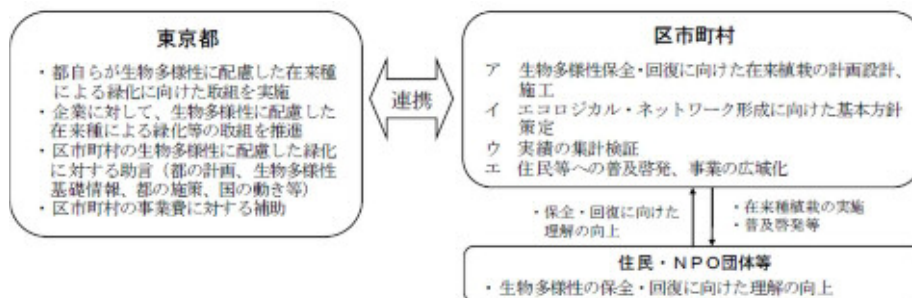 東京都
・都自らが生物多様性に配慮した在来種
による緑化に向けた取組を実施
・企業に対して、生物多様性に配慮した
在来種による緑化等の取組を推進
・区市町村の生物多様性に配慮した緑化
に対する助言（都の計画、生物多様性
基礎情報、都の施策、国の動き等）
・区市町村の事業費に対する補助
連携
区市町村
ア 生物多様性保全・回復に向けた在来植栽の計画設計、
施工
イ エコロジカル・ネットワーク形成に向けた基本方針
策定
ウ 実績の集計検証
エ 住民等への普及啓発、事業の広域化
・保全・回復に向けた
理解の向上
・在来種植栽の実施
・普及啓発等
住民・ＮＰＯ団体等
・生物多様性の保全・回復に向けた理解の向上